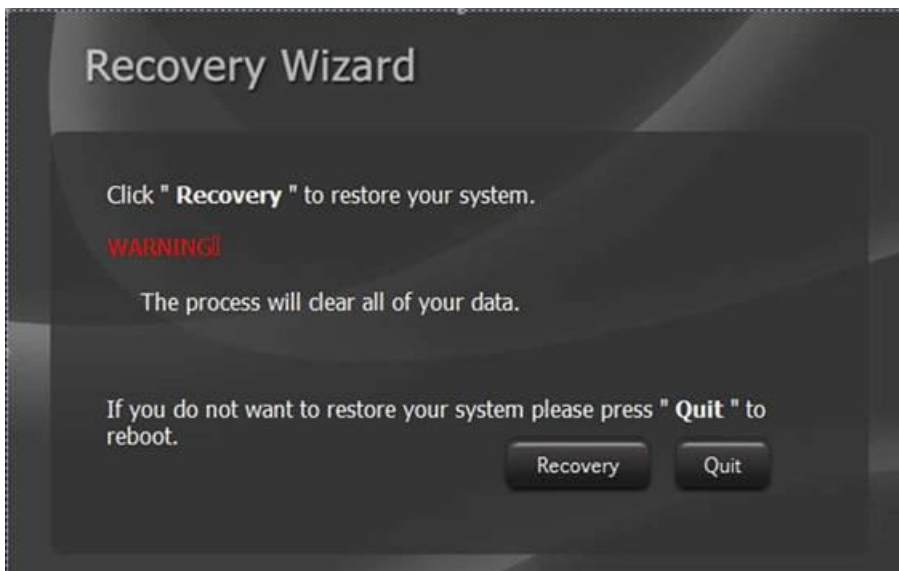 Recovery Wizard
Click " Recovery " to restore your system.
WARNING
The process will clear all of your data.
If you do not want to restore your system please press " Quit " to
reboot.
Recovery Quit